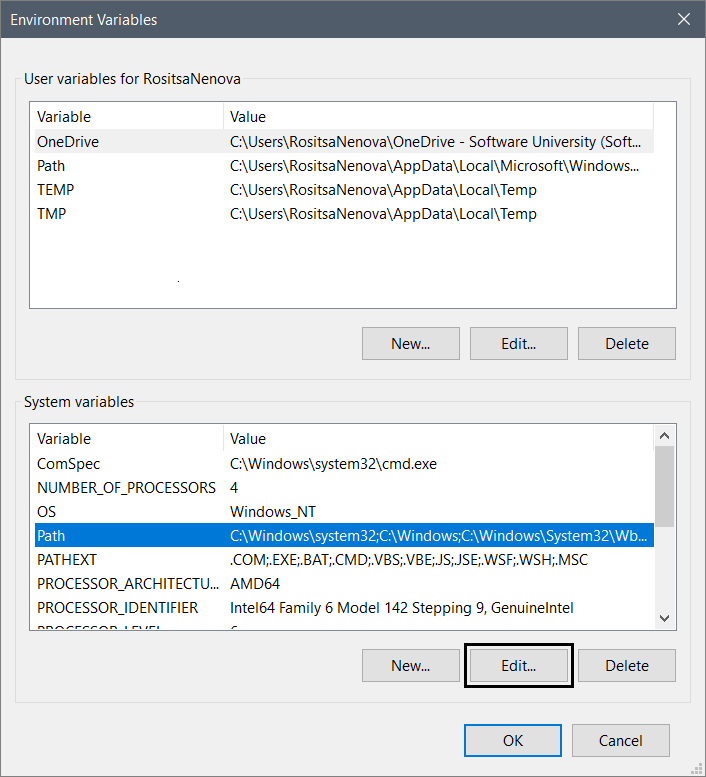 Environment Variables
User variables for RositsaNenova
Variable Value
OneDrive C:\Users\RositsaNenova\OneDrive - Software University (Soft...
Path C:\Users\RositsaNenova\AppData\Local\Microsoft\Windows...
TEMP C:\Users\RositsaNenova\AppData\Local\Temp
TMP C:\Users\RositsaNenova\AppData\Local\Temp
New... Edit... Delete
System variables
Variable Value
ComSpec C:\Windows\system32\cmd.exe
NUMBER_OF_PROCESSORS 4
OS Windows_NT
Path C:\Windows\system32;C:\Windows;C:\Windows\System32\Wb...
PATHEXT .COM;.EXE;.BAT;.CMD;.VBS;.VBE;.JS;.JSE;.WSF;.WSH;.MSC
PROCESSOR_ARCHITECTU... AMD64
PROCESSOR_IDENTIFIER Intel64 Family 6 Model 142 Stepping 9, GenuineIntel
PROCESSOR_LEVEL 6
New... Edit... Delete
OK Cancel